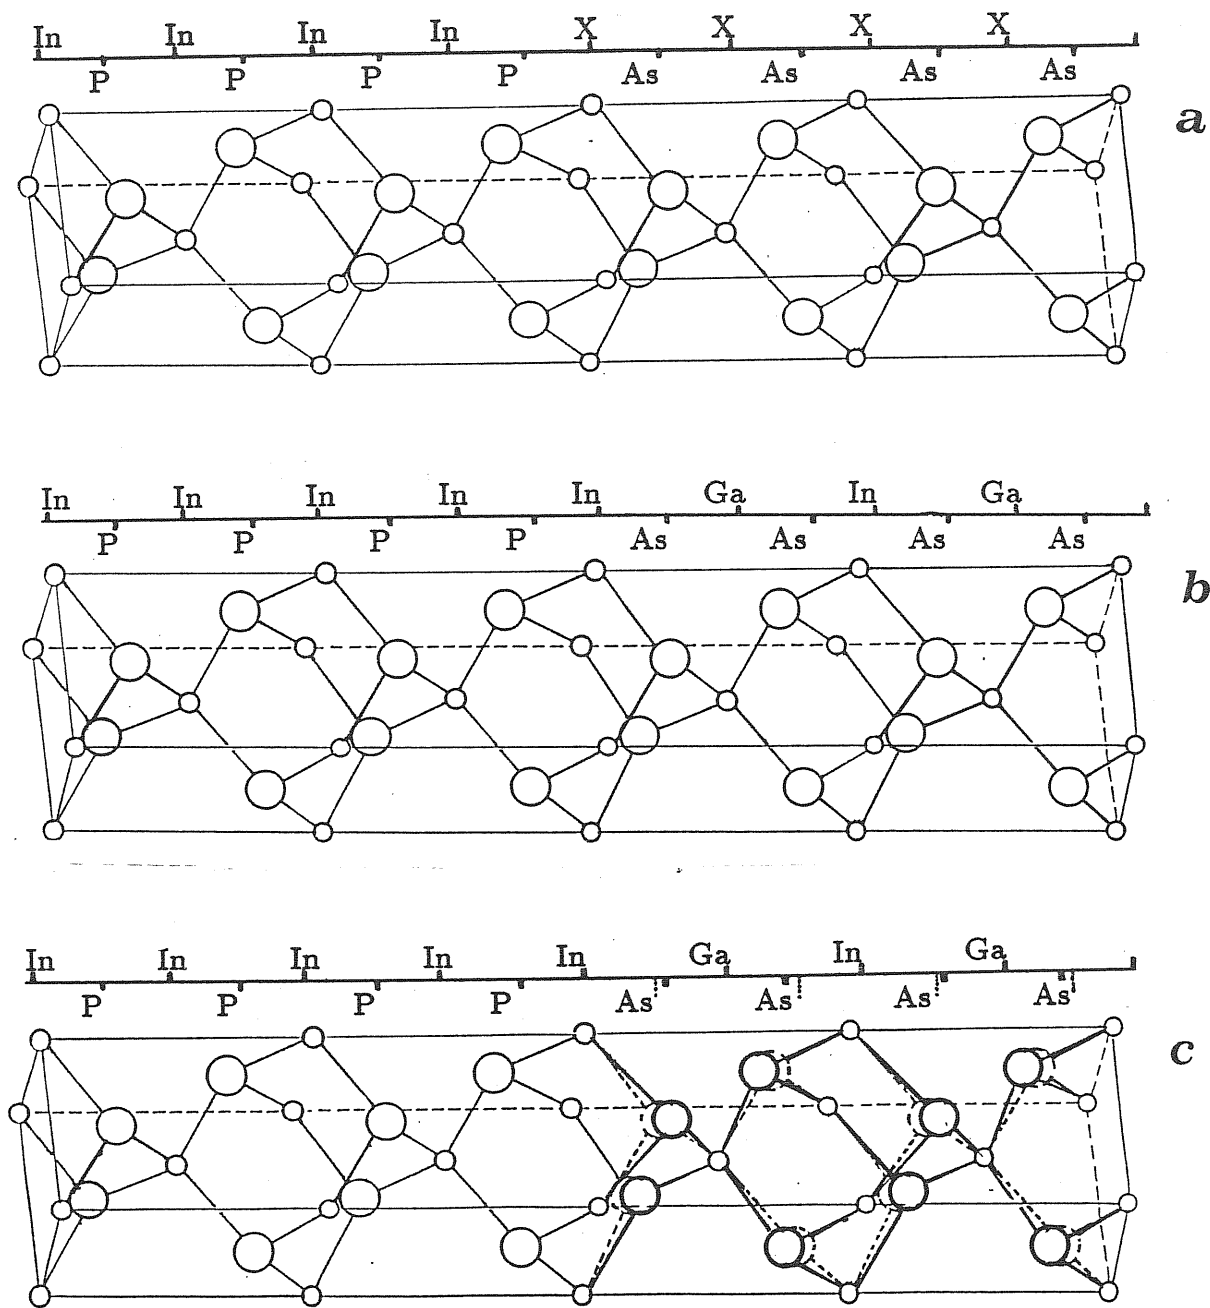 In In In In X X X X
P P P P As As As As
a
In In In In In Ga In Ga
P P P P As As As As
b
In In In In In Ga In Ga
P P P P As As As As
c